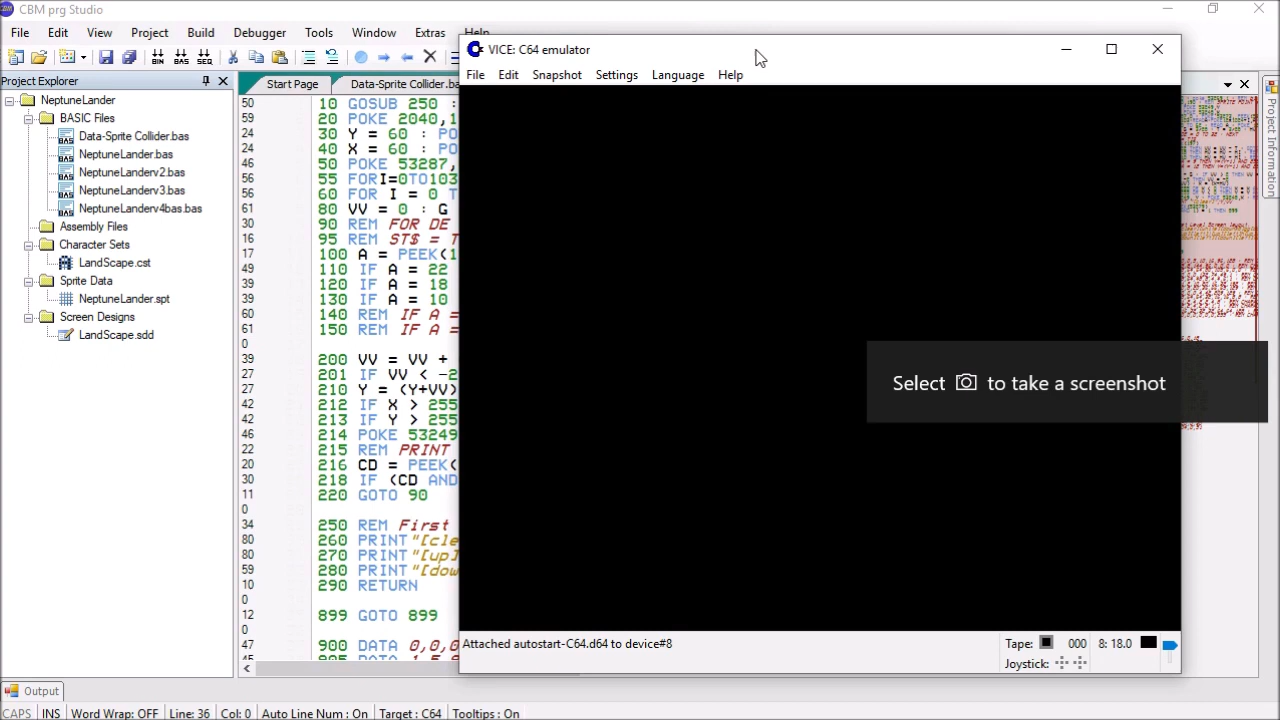 CBM prg Studio
File Edit View Project Build Debugger Tools Window Extras Help
BIN BAS SEQ
Project Explorer
NeptuneLander
BASIC Files
Data-Sprite Collider.bas
NeptuneLander.bas
NeptuneLanderv2.bas
NeptuneLanderv3.bas
NeptuneLanderv4bas.bas
Assembly Files
Character Sets
LandScape.cst
Sprite Data
NeptuneLander.spt
Screen Designs
LandScape.sdd
Start Page Data-Sprite Collider.ba
50 10 GOSUB 250 :
59 20 POKE 2040,1
24 30 Y = 60 : PO
24 40 X = 60 : PO
46 50 POKE 53287,
56 55 FORI=0TO103
56 60 FOR I = 0 T
61 80 VV = 0 : G
30 90 REM FOR DE
16 95 REM ST$ = T
17 100 A = PEEK(1
49 110 IF A = 22
39 120 IF A = 18
39 130 IF A = 10
60 140 REM IF A =
61 150 REM IF A =
0
39 200 VV = VV +
27 201 IF VV < -2
27 210 Y = (Y+VV)
42 212 IF X > 255
42 213 IF Y > 255
46 214 POKE 53249
22 215 REM PRINT
20 216 CD = PEEK(
30 218 IF (CD AND
11 220 GOTO 90
0
34 250 REM First
80 260 PRINT"[cle
80 270 PRINT"[up]
59 280 PRINT"[dow
10 290 RETURN
0
12 899 GOTO 899
0
47 900 DATA 0,0,0
VICE: C64 emulator
File Edit Snapshot Settings Language Help
Select to take a screenshot
Attached autostart-C64.d64 to device#8
Tape: 000 8: 18.0
Joystick:
Project Information
Output
CAPS INS Word Wrap: OFF Line: 36 Col: 0 Auto Line Num : On Target : C64 Tooltips : On